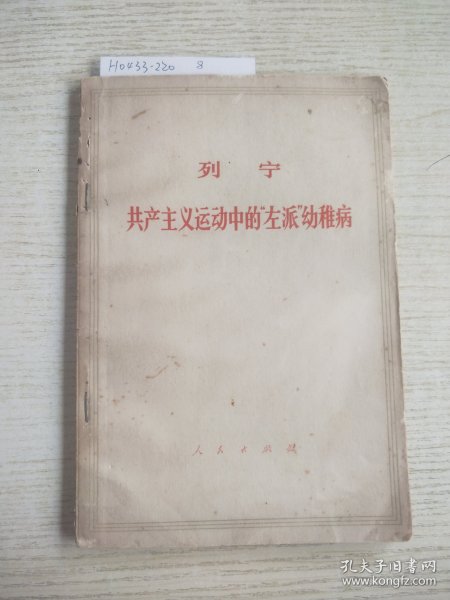 H0433-220 8
列 宁
共产主义运动中的“左派”幼稚病
人民出版社
孔夫子旧书网
www.kongfz.com